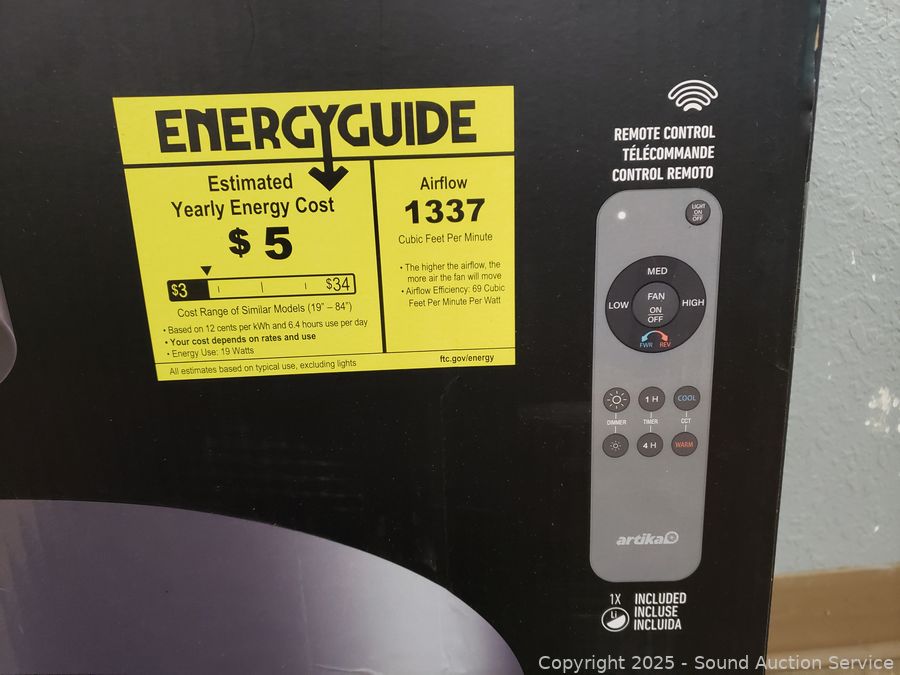 ENERGYGUIDE
Estimated
Yearly Energy Cost
$ 5
$3
$34
Cost Range of Similar Models (19" – 84")
• Based on 12 cents per kWh and 6.4 hours use per day
• Your cost depends on rates and use
• Energy Use: 19 Watts
All estimates based on typical use, excluding lights
Airflow
1337
Cubic Feet Per Minute
• The higher the airflow, the
more air the fan will move
• Airflow Efficiency: 69 Cubic
Feet Per Minute Per Watt
ftc.gov/energy
REMOTE CONTROL
TÉLÉCOMMANDE
CONTROL REMOTO
LIGHT
ON
OFF
MED
LOW
FAN
HIGH
ON
OFF
FWR REV
1 H
COOL
DIMMER
TIMER
CCT
4 H
WARM
artika
1X
Li
INCLUDED
INCLUSE
INCLUIDA
Copyright 2025 - Sound Auction Service